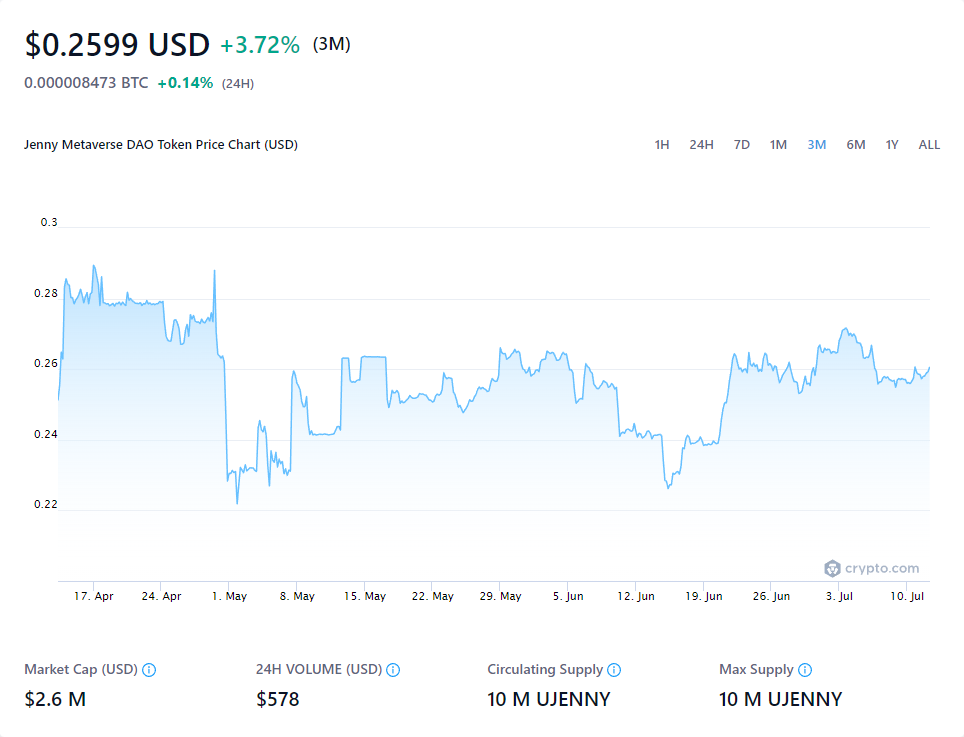 $0.2599 USD +3.72% (3M)
0.000008473 BTC +0.14% (24H)
Jenny Metaverse DAO Token Price Chart (USD) 1H 24H 7D 1M 3M 6M 1Y ALL
0.3
0.28
0.26
0.24
0.22
crypto.com
17. Apr 24. Apr 1. May 8. May 15. May 22. May 29. May 5. Jun 12. Jun 19. Jun 26. Jun 3. Jul 10. Jul
Market Cap (USD) 24H VOLUME (USD) Circulating Supply Max Supply
$2.6 M $578 10 M UJENNY 10 M UJENNY